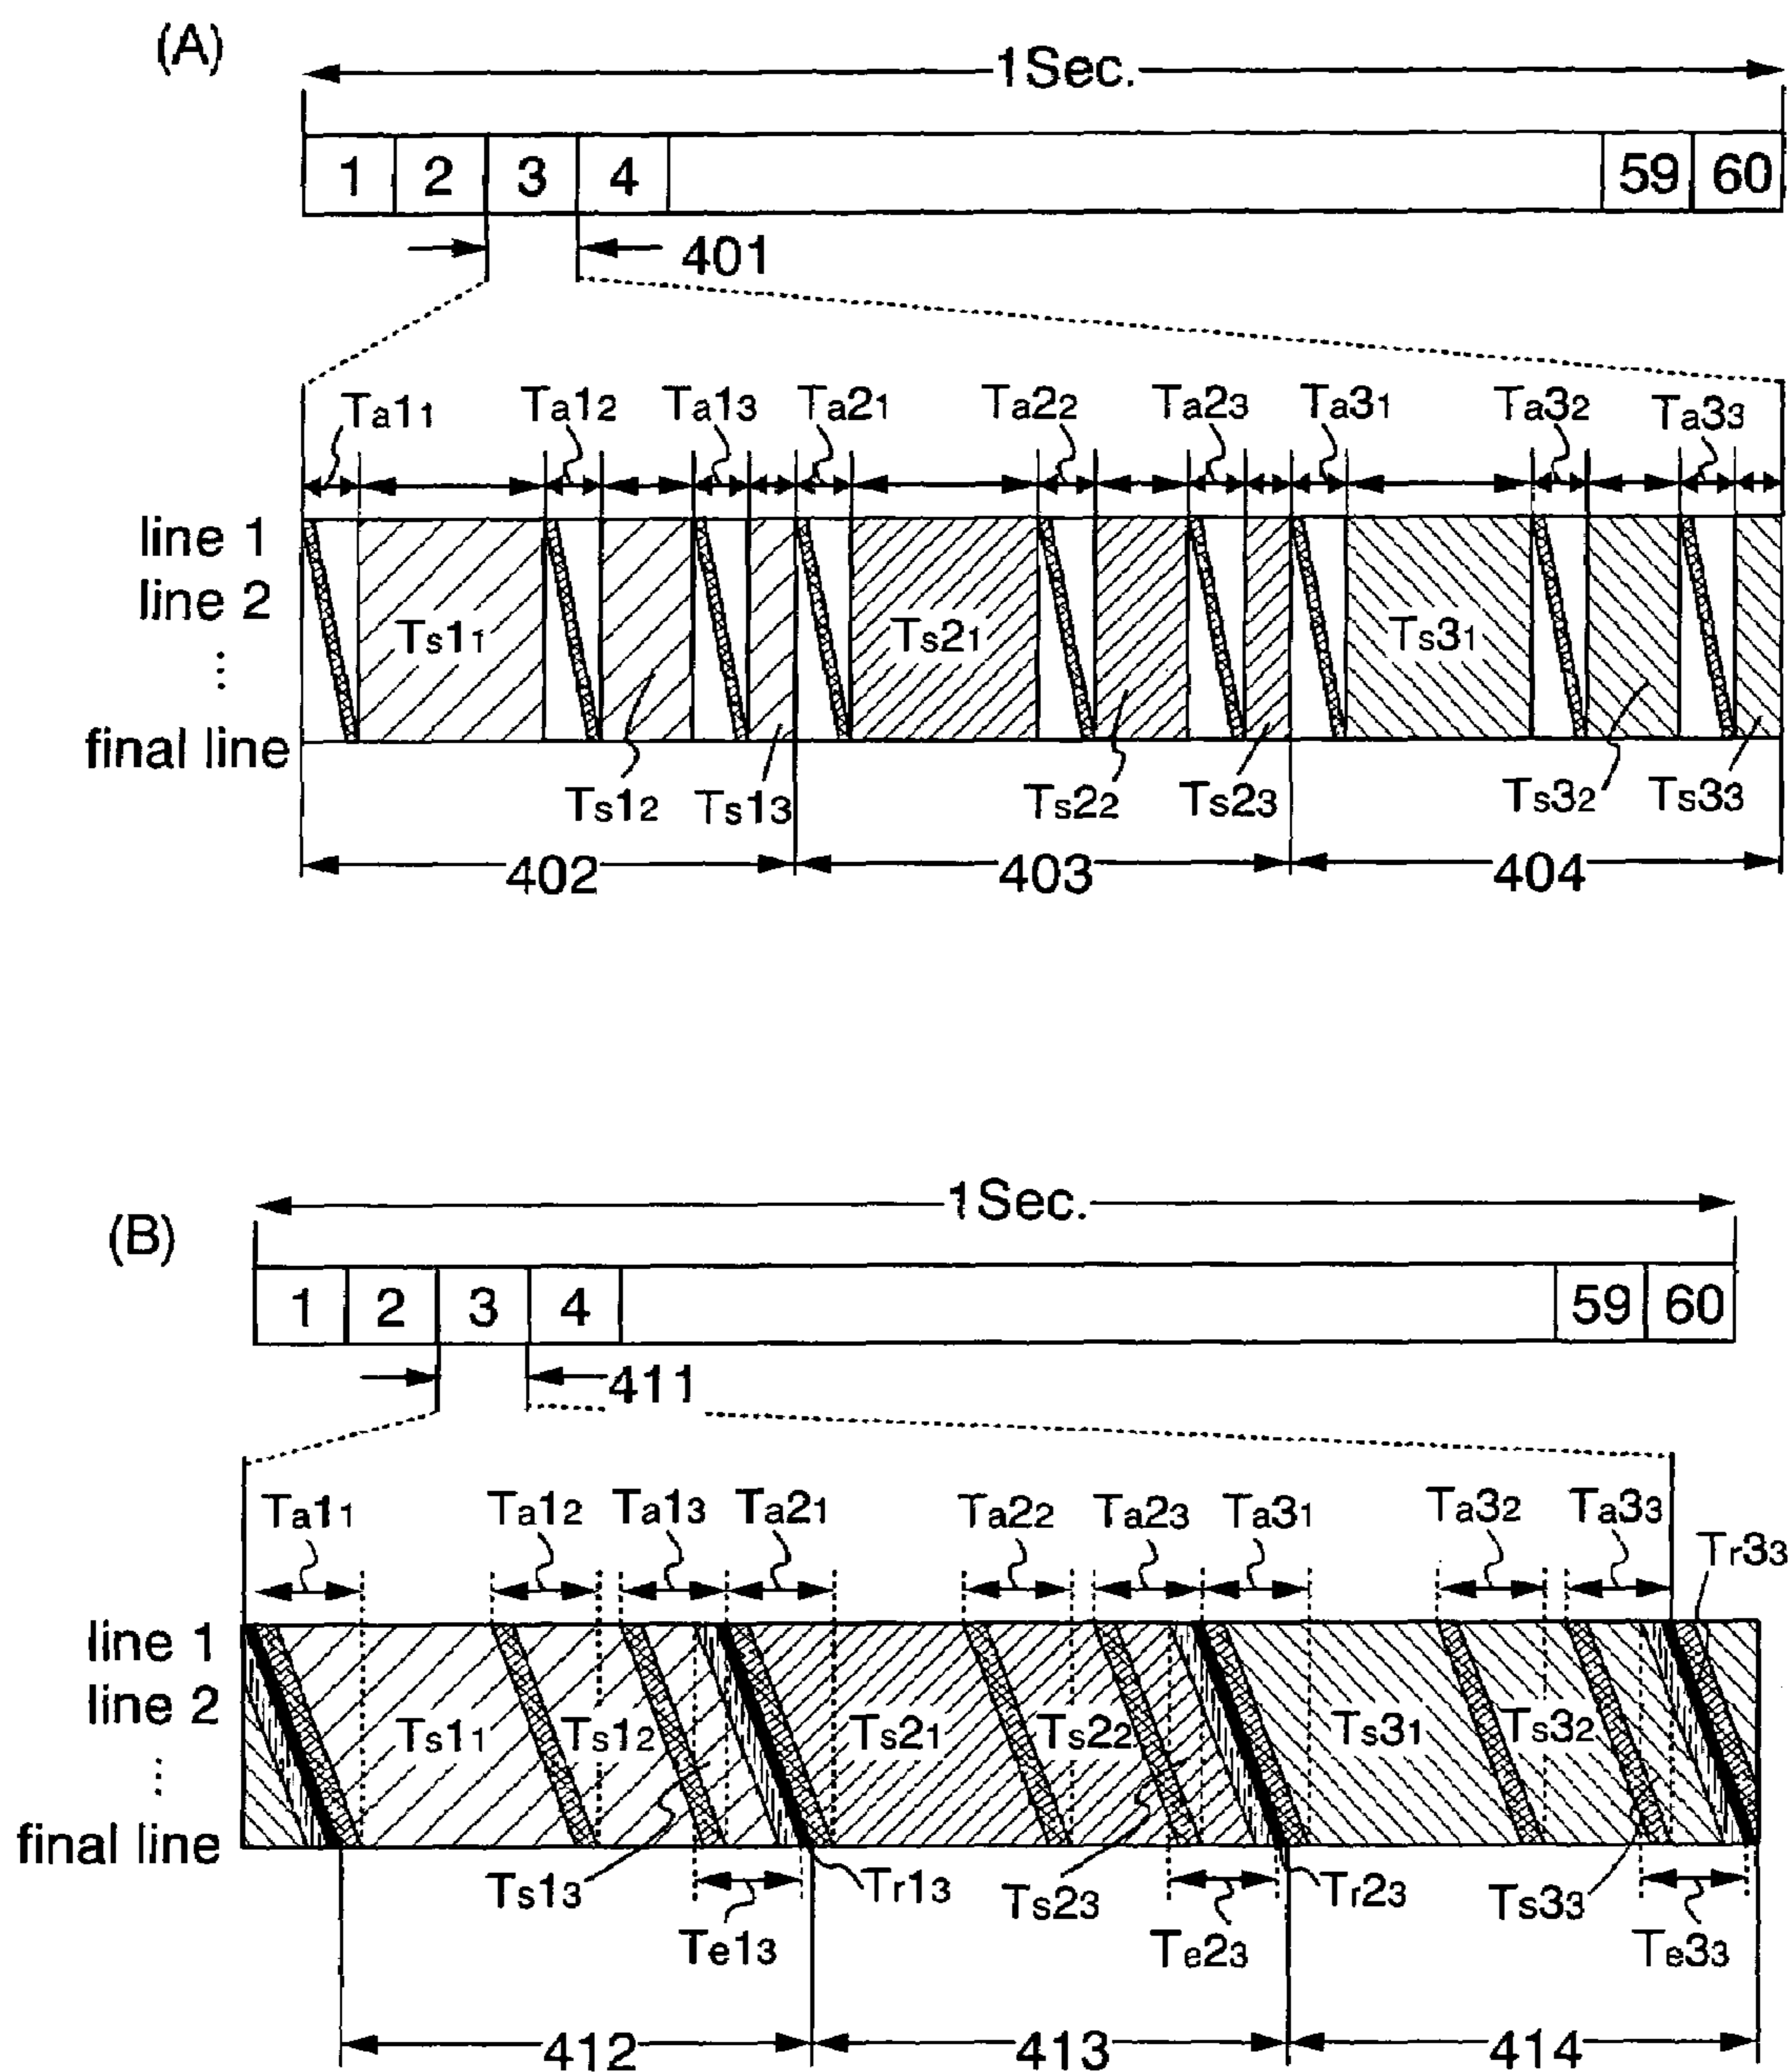 (A)
1Sec.
1 2 3 4 59 60
401
Ta11 Ta12 Ta13 Ta21 Ta22 Ta23 Ta31 Ta32 Ta33
line 1
line 2
⋮
final line
Ts11 Ts21 Ts31
Ts12 Ts13 Ts22 Ts23 Ts32 Ts33
402 403 404
(B)
1Sec.
1 2 3 4 59 60
411
Ta11 Ta12 Ta13 Ta21 Ta22 Ta23 Ta31 Ta32 Ta33 Tr33
line 1
line 2
⋮
final line
Ts11 Ts12 Ts21 Ts22 Ts31 Ts32
Ts13 Tr13 Ts23 Tr23 Ts33
Te13 Te23 Te33
412 413 414